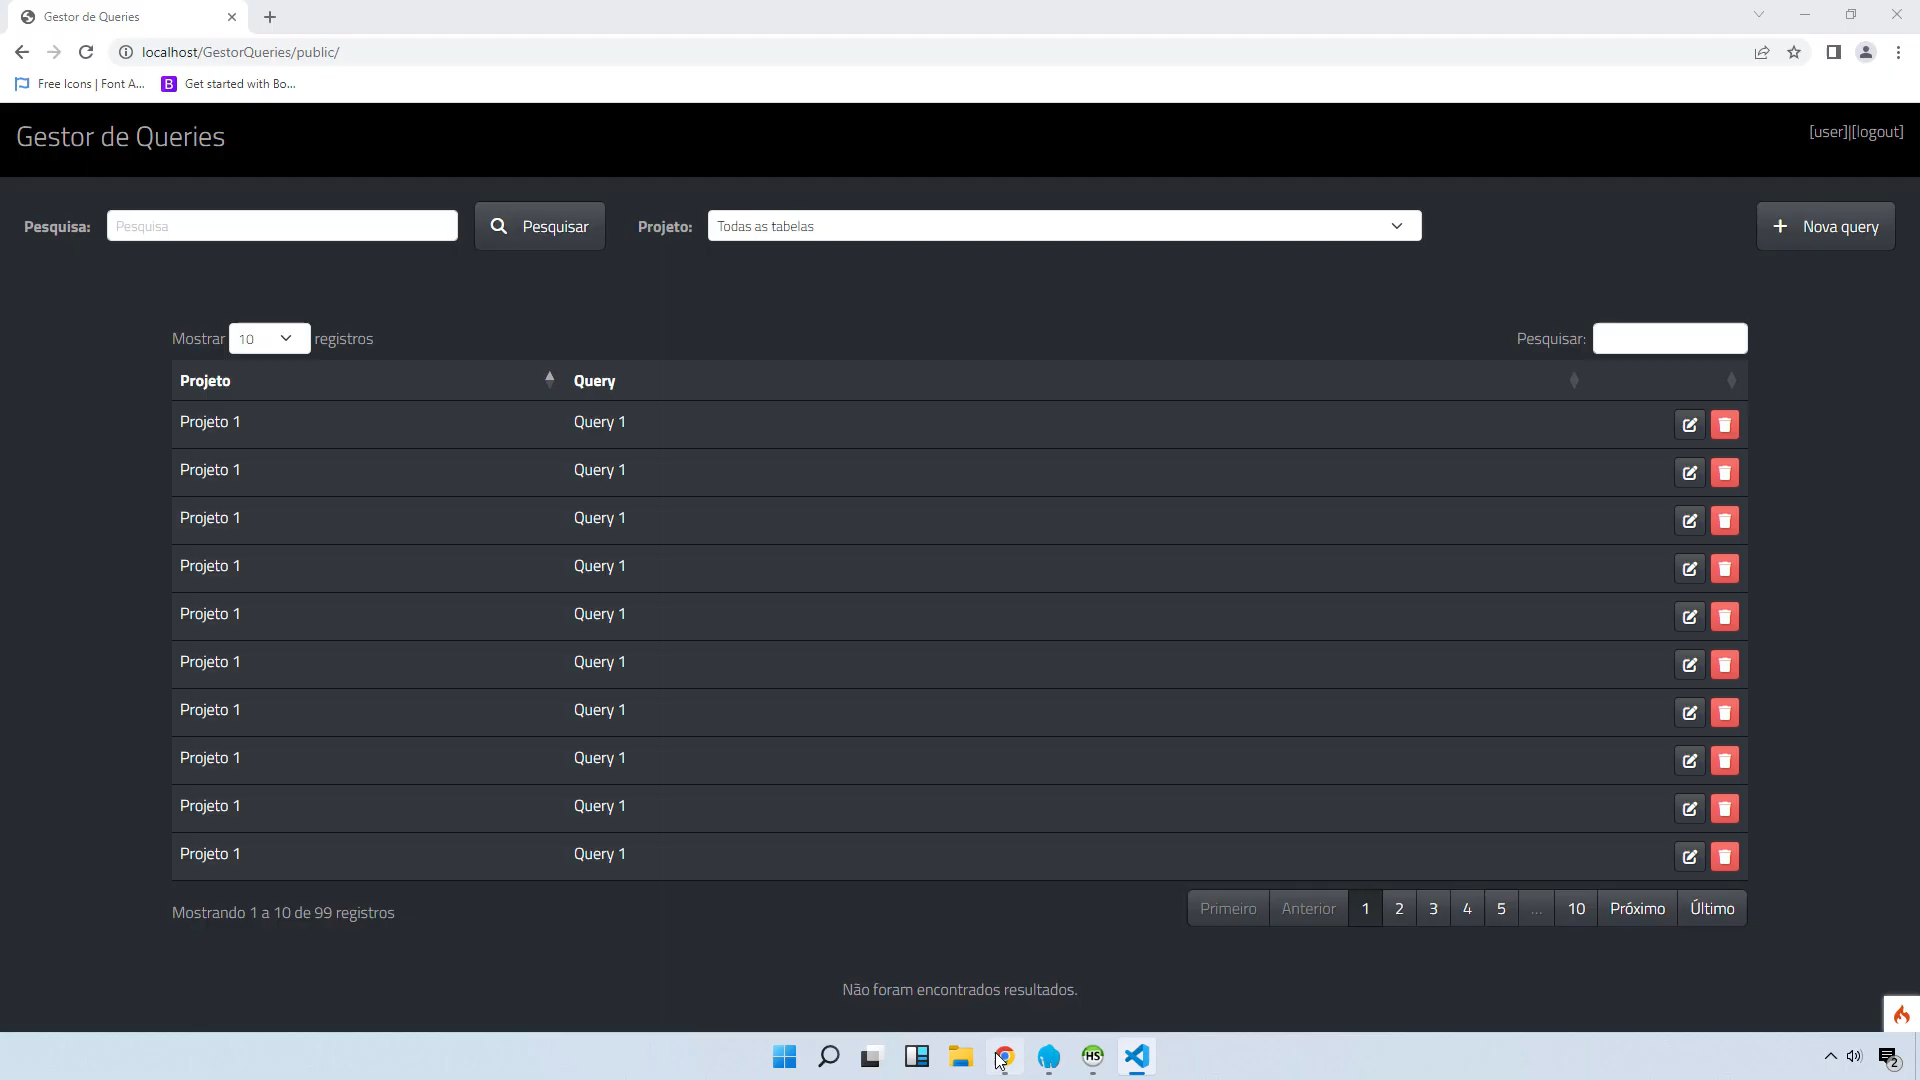 Gestor de Queries
localhost/GestorQueries/public/
Free Icons | Font A...
B Get started with Bo...
Gestor de Queries
[user]|[logout]
Pesquisa: Pesquisa Pesquisar Projeto: Todas as tabelas Nova query
Mostrar 10 registros Pesquisar:
Projeto Query
Projeto 1 Query 1
Projeto 1 Query 1
Projeto 1 Query 1
Projeto 1 Query 1
Projeto 1 Query 1
Projeto 1 Query 1
Projeto 1 Query 1
Projeto 1 Query 1
Projeto 1 Query 1
Projeto 1 Query 1
Mostrando 1 a 10 de 99 registros
Primeiro Anterior 1 2 3 4 5 ... 10 Próximo Último
Não foram encontrados resultados.
HS
2